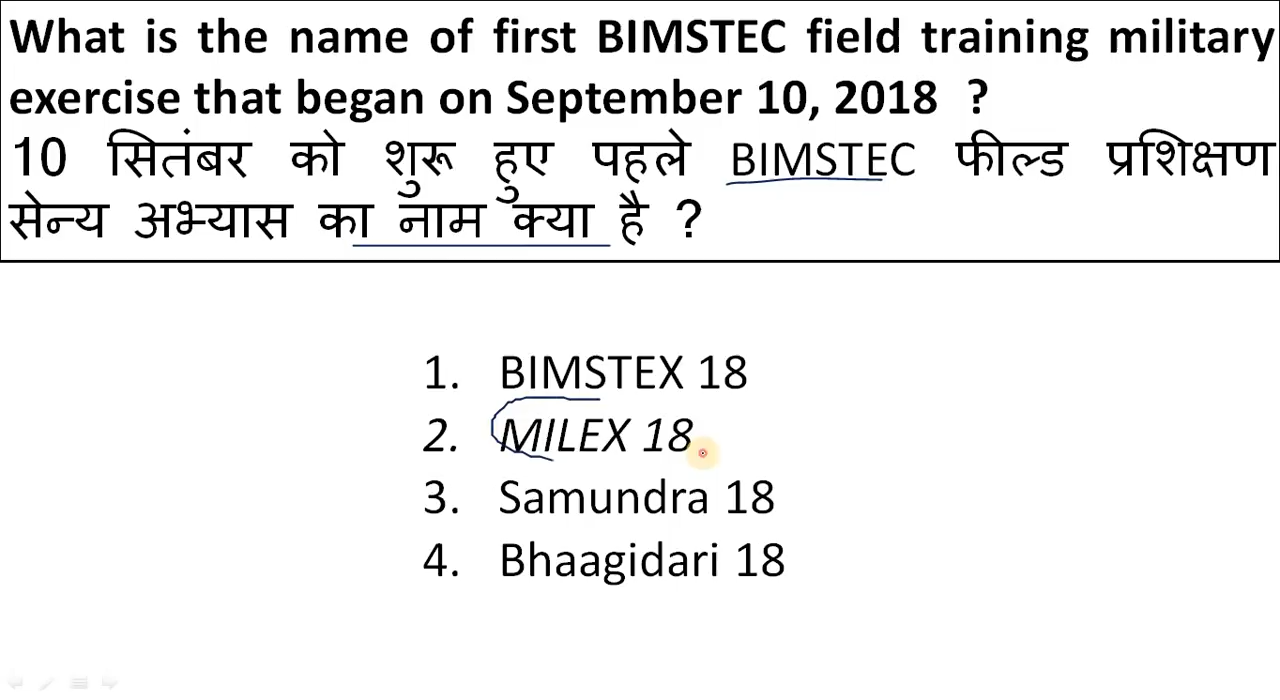 What is the name of first BIMSTEC field training military
exercise that began on September 10, 2018 ?
10 सितंबर को शुरू हुए पहले BIMSTEC फील्ड प्रशिक्षण
सेन्य अभ्यास का नाम क्या है ?
1. BIMSTEX 18
2. MILEX 18
3. Samundra 18
4. Bhaagidari 18